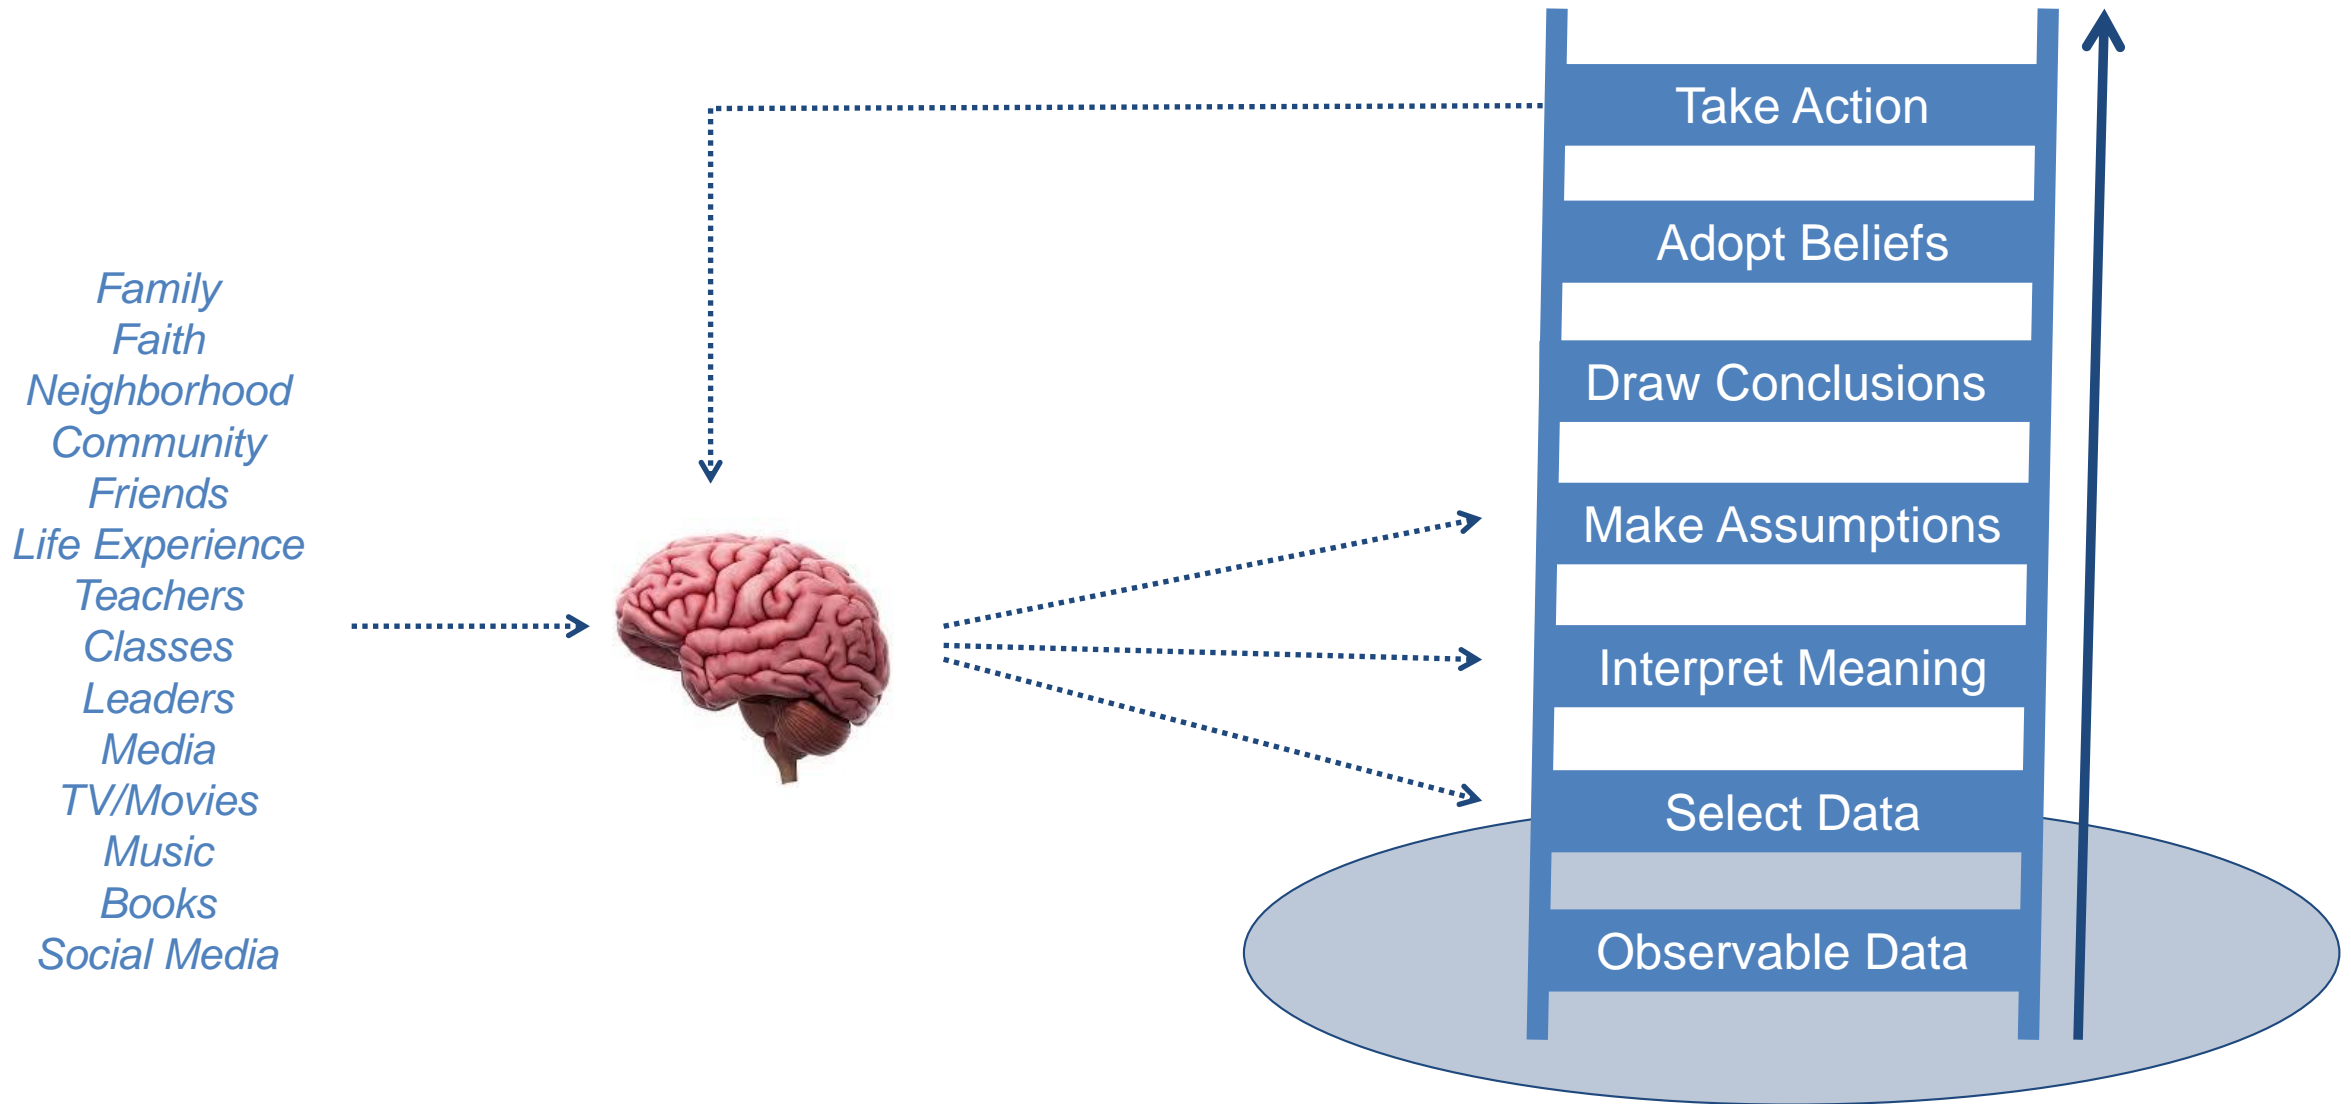 Family
Faith
Neighborhood
Community
Friends
Life Experience
Teachers
Classes
Leaders
Media
TV/Movies
Music
Books
Social Media
Take Action
Adopt Beliefs
Draw Conclusions
Make Assumptions
Interpret Meaning
Select Data
Observable Data